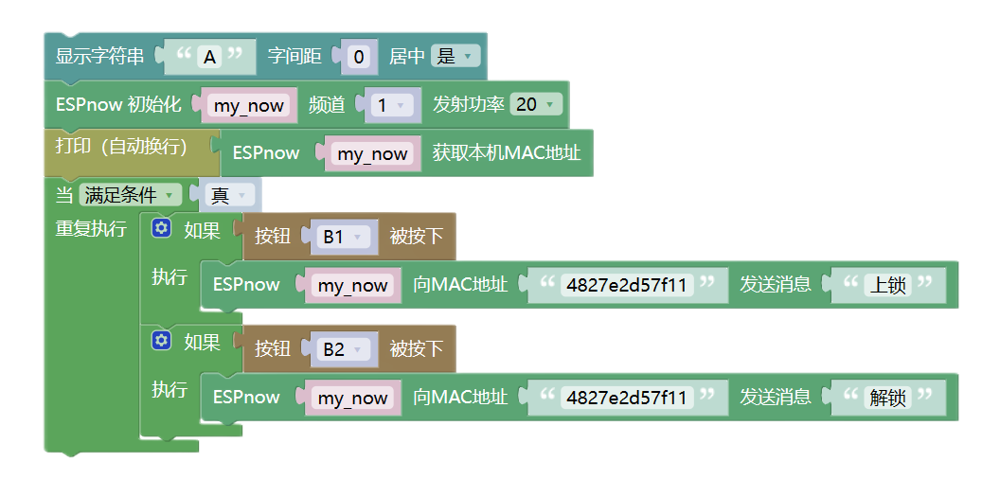 显示字符串 “ A ” 字间距 0 居中 是
ESPnow 初始化 my_now 频道 1 发射功率 20
打印（自动换行） ESPnow my_now 获取本机MAC地址
当 满足条件 真
重复执行 如果 按钮 B1 被按下
执行 ESPnow my_now 向MAC地址 “ 4827e2d57f11 ” 发送消息 “ 上锁 ”
如果 按钮 B2 被按下
执行 ESPnow my_now 向MAC地址 “ 4827e2d57f11 ” 发送消息 “ 解锁 ”